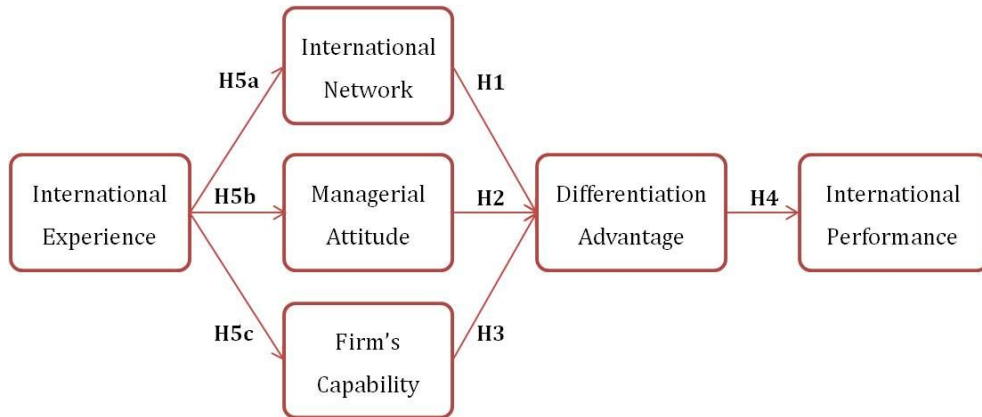 International
Network
H5a
H1
International
Experience
H5b
Managerial
Attitude
H2
Differentiation
Advantage
H4
International
Performance
H5c
Firm's
Capability
H3